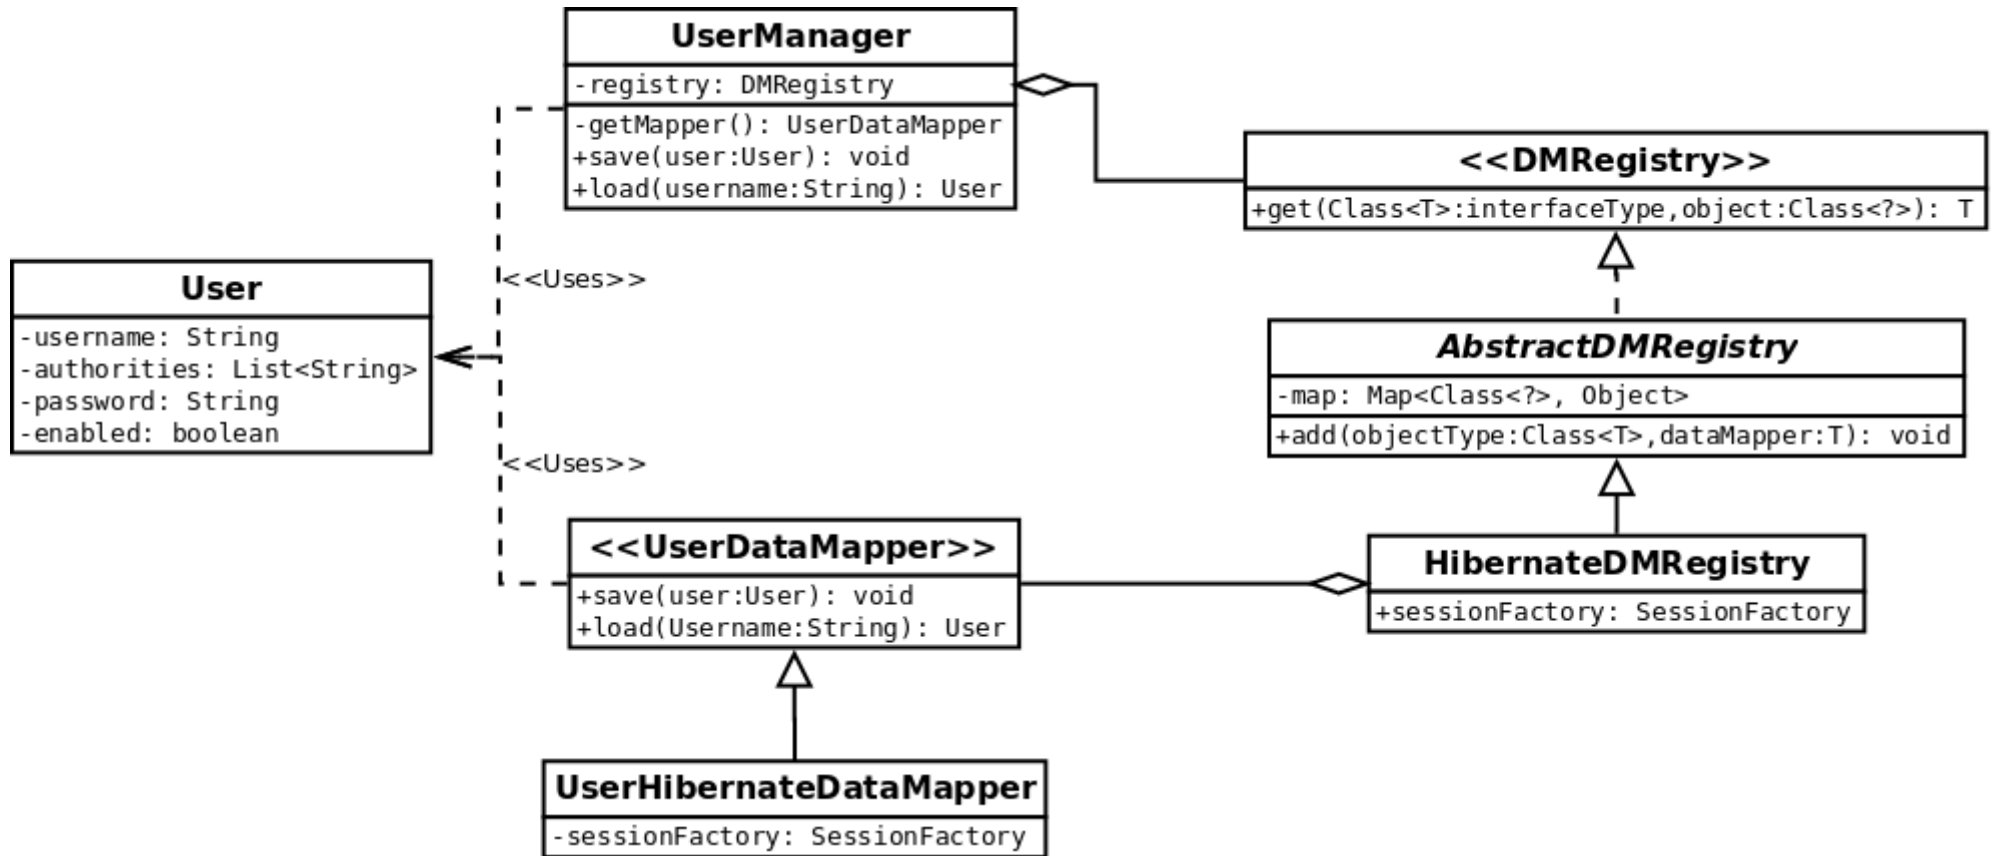 UserManager
-registry: DMRegistry
-getMapper(): UserDataMapper
+save(user:User): void
+load(username:String): User
<<DMRegistry>>
+get(Class<T>:interfaceType,object:Class<?>): T
<<Uses>>
User
-username: String
-authorities: List<String>
-password: String
-enabled: boolean
AbstractDMRegistry
-map: Map<Class<?>, Object>
+add(objectType:Class<T>,dataMapper:T): void
<<Uses>>
<<UserDataMapper>>
+save(user:User): void
+load(Username:String): User
HibernateDMRegistry
+sessionFactory: SessionFactory
UserHibernateDataMapper
-sessionFactory: SessionFactory